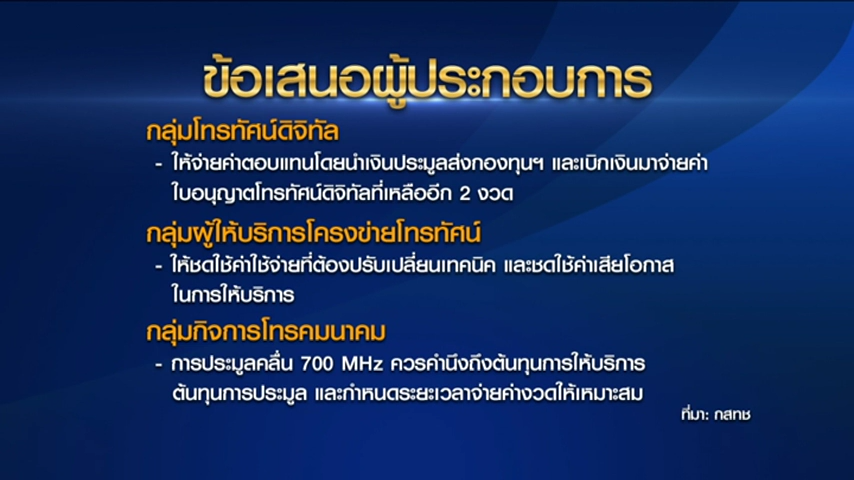 ข้อเสนอผู้ประกอบการ
กลุ่มโทรทัศน์ดิจิทัล
- ให้จ่ายค่าตอบแทนโดยนำเงินประมูลส่งกองทุนฯ และเบิกเงินมาจ่ายค่า
ใบอนุญาตโทรทัศน์ดิจิทัลที่เหลืออีก 2 งวด
กลุ่มผู้ให้บริการโครงข่ายโทรทัศน์
- ให้ชดใช้ค่าใช้จ่ายที่ต้องปรับเปลี่ยนเทคนิค และชดใช้ค่าเสียโอกาส
ในการให้บริการ
กลุ่มกิจการโทรคมนาคม
- การประมูลคลื่น 700 MHz ควรคำนึงถึงต้นทุนการให้บริการ
ต้นทุนการประมูล และกำหนดระยะเวลาจ่ายค่างวดให้เหมาะสม
ที่มา: กสทช